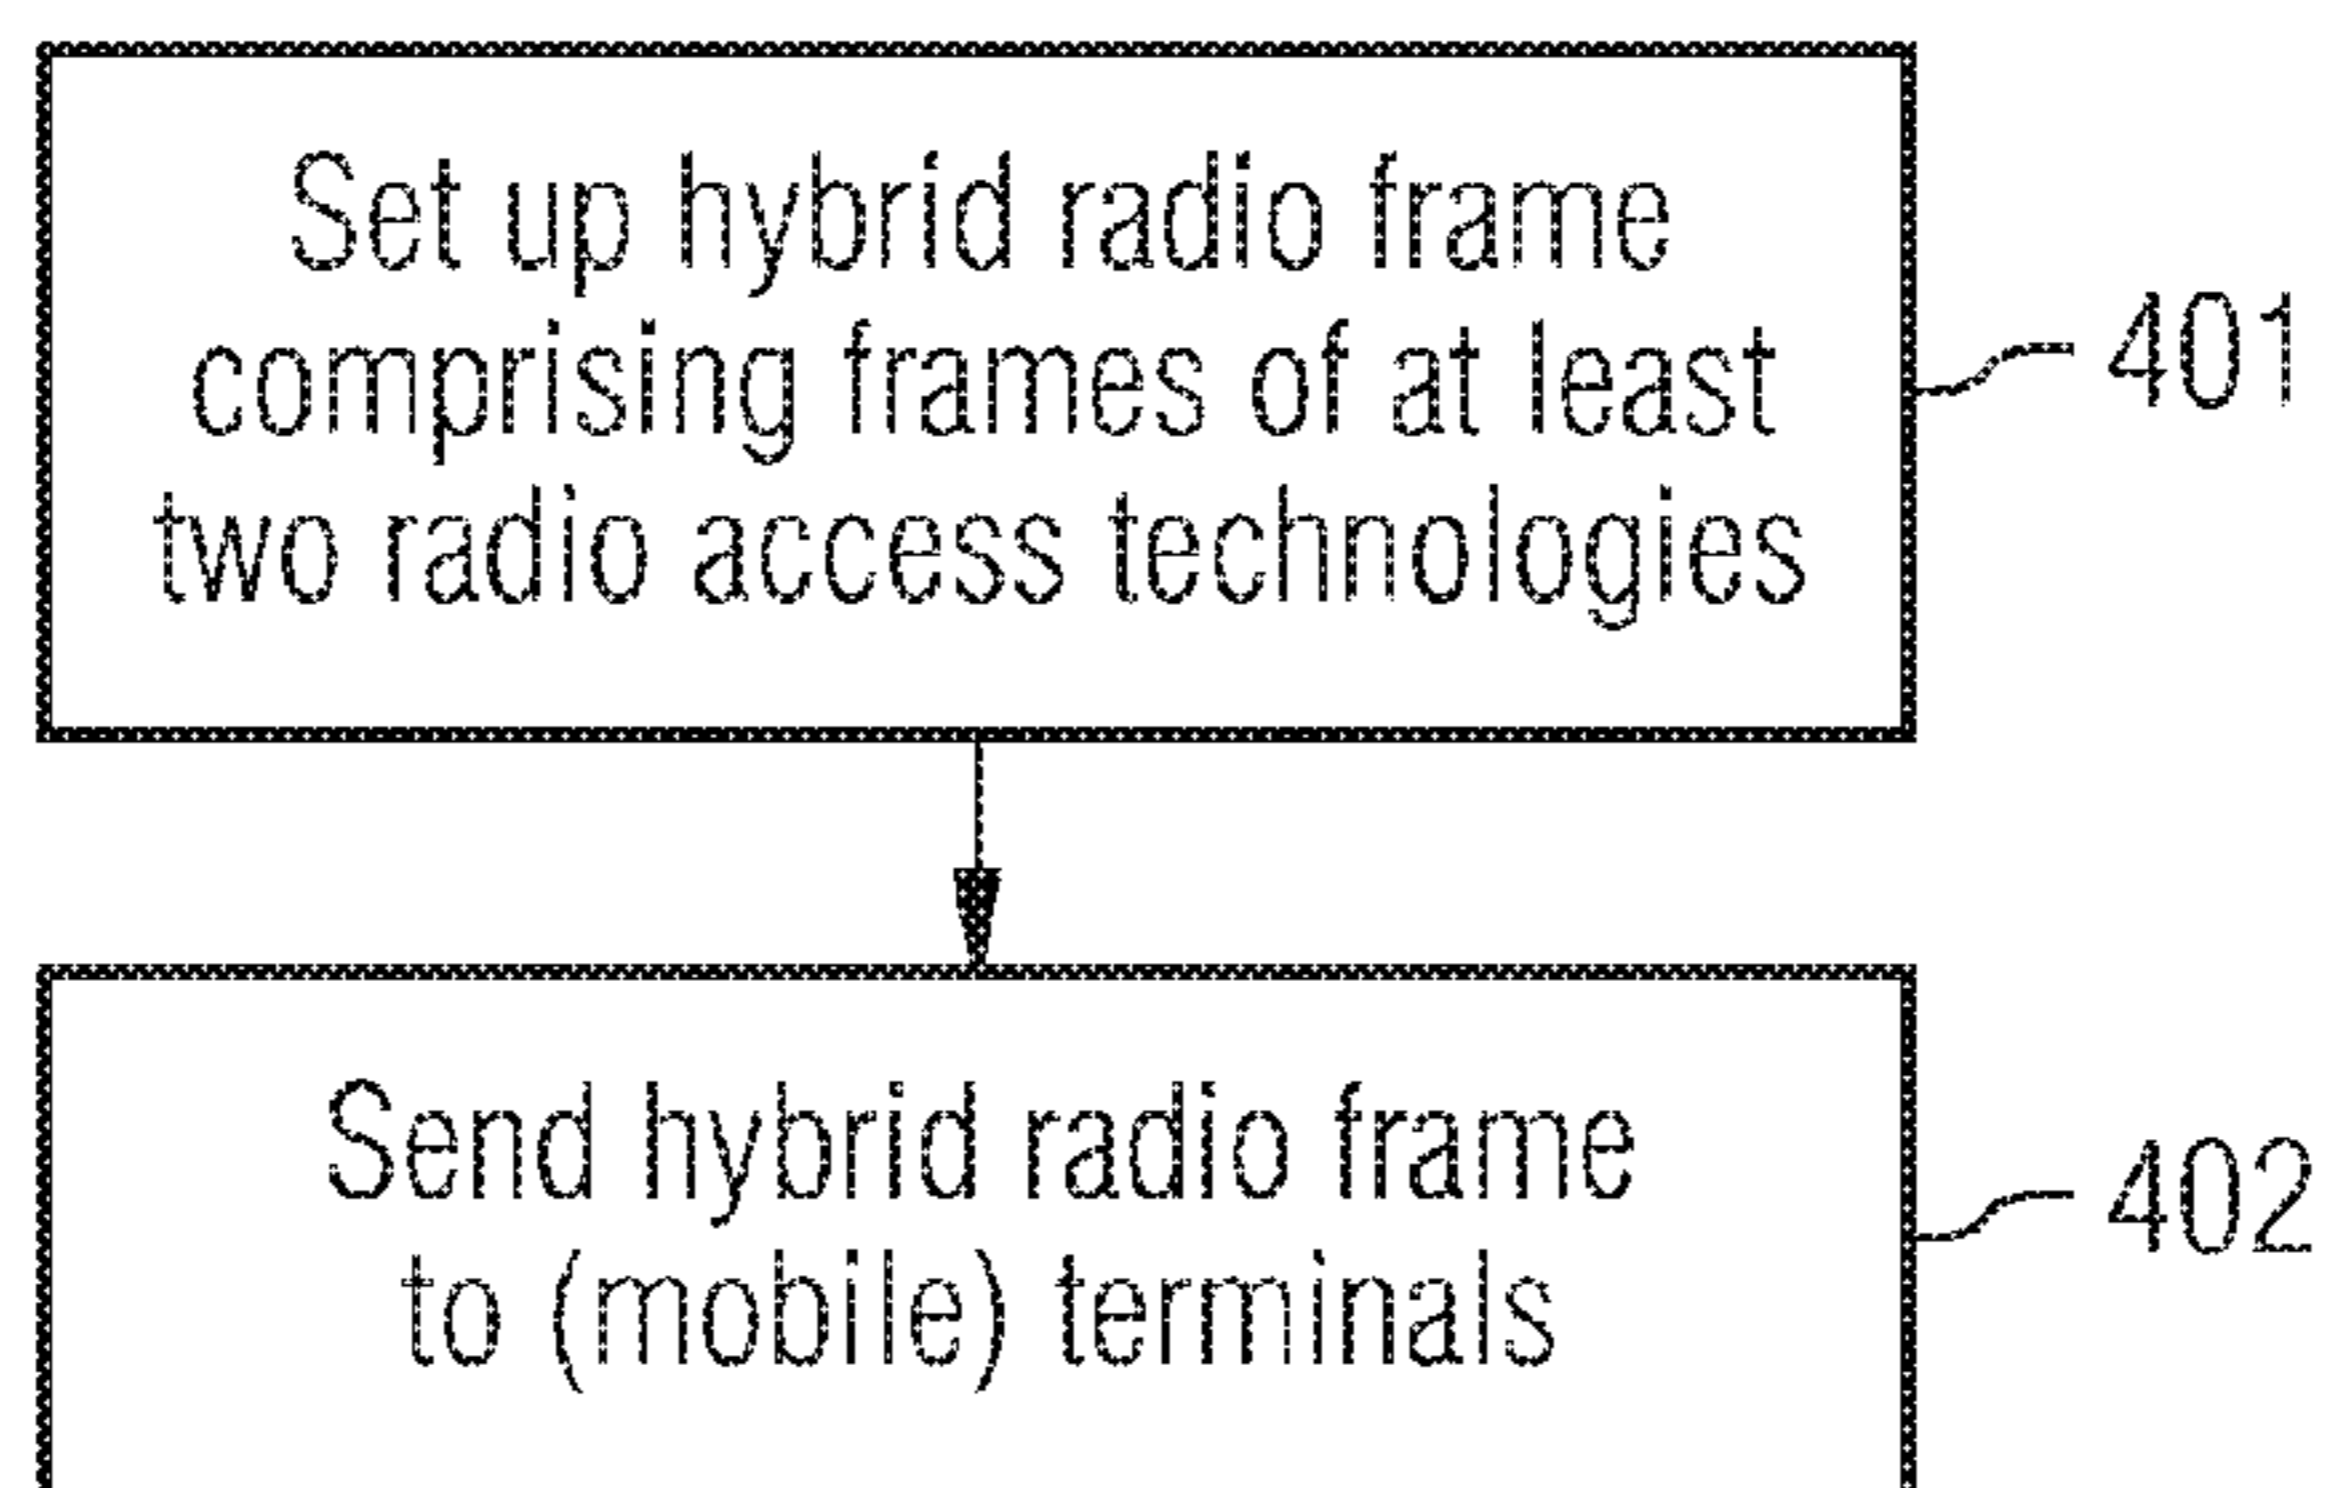 Set up hybrid radio frame
comprising frames of at least
two radio access technologies
401
Send hybrid radio frame
to (mobile) terminals
402